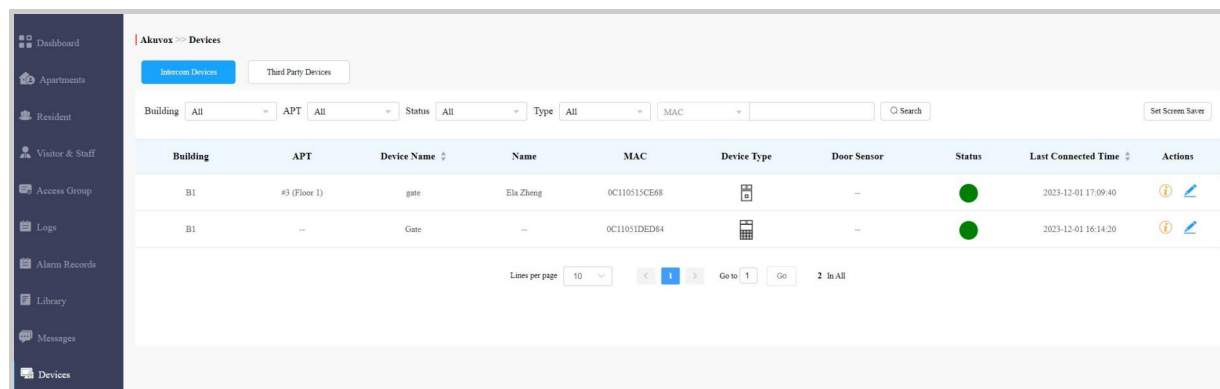 Dashboard
Apartments
Resident
Visitor & Staff
Access Group
Logs
Alarm Records
Library
Messages
Devices
Akuvox >> Devices
Intercom Devices Third Party Devices
Building All APT All Status All Type All MAC Search Set Screen Saver
Building APT Device Name Name MAC Device Type Door Sensor Status Last Connected Time Actions
B1 #3 (Floor 1) gate Ela Zheng 0C110515CE68 -- 2023-12-01 17:09:40
B1 -- Gate -- 0C11051DED84 -- 2023-12-01 16:14:20
Lines per page 10 < 1 > Go to 1 Go 2 In All